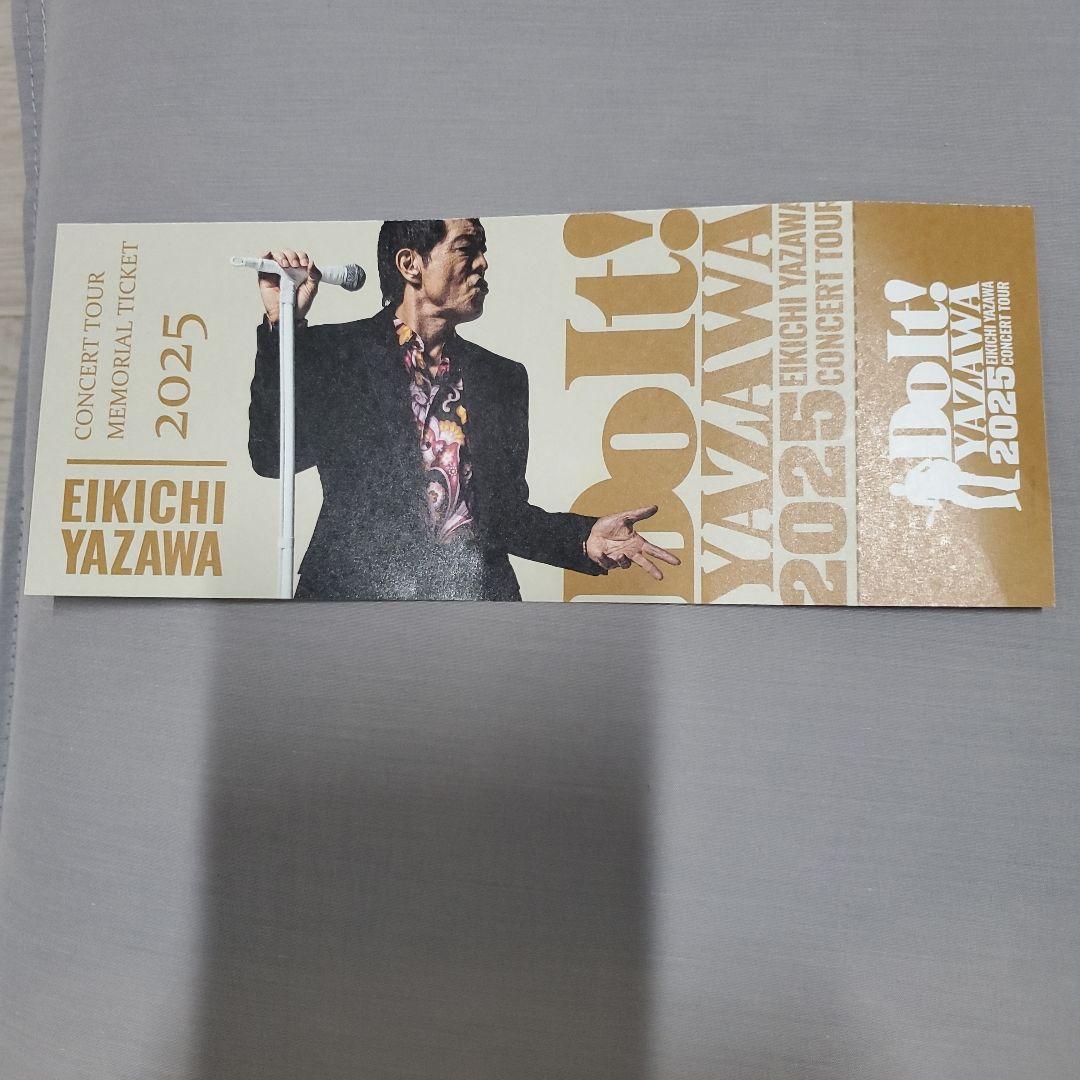 CONCERT TOUR
MEMORIAL TICKET
2025
EIKICHI
YAZAWA
Do It!
YAZAWA
2025
EIKICHI YAZAWA
CONCERT TOUR
Do It!
YAZAWA
2025
EIKICHI YAZAWA
CONCERT TOUR